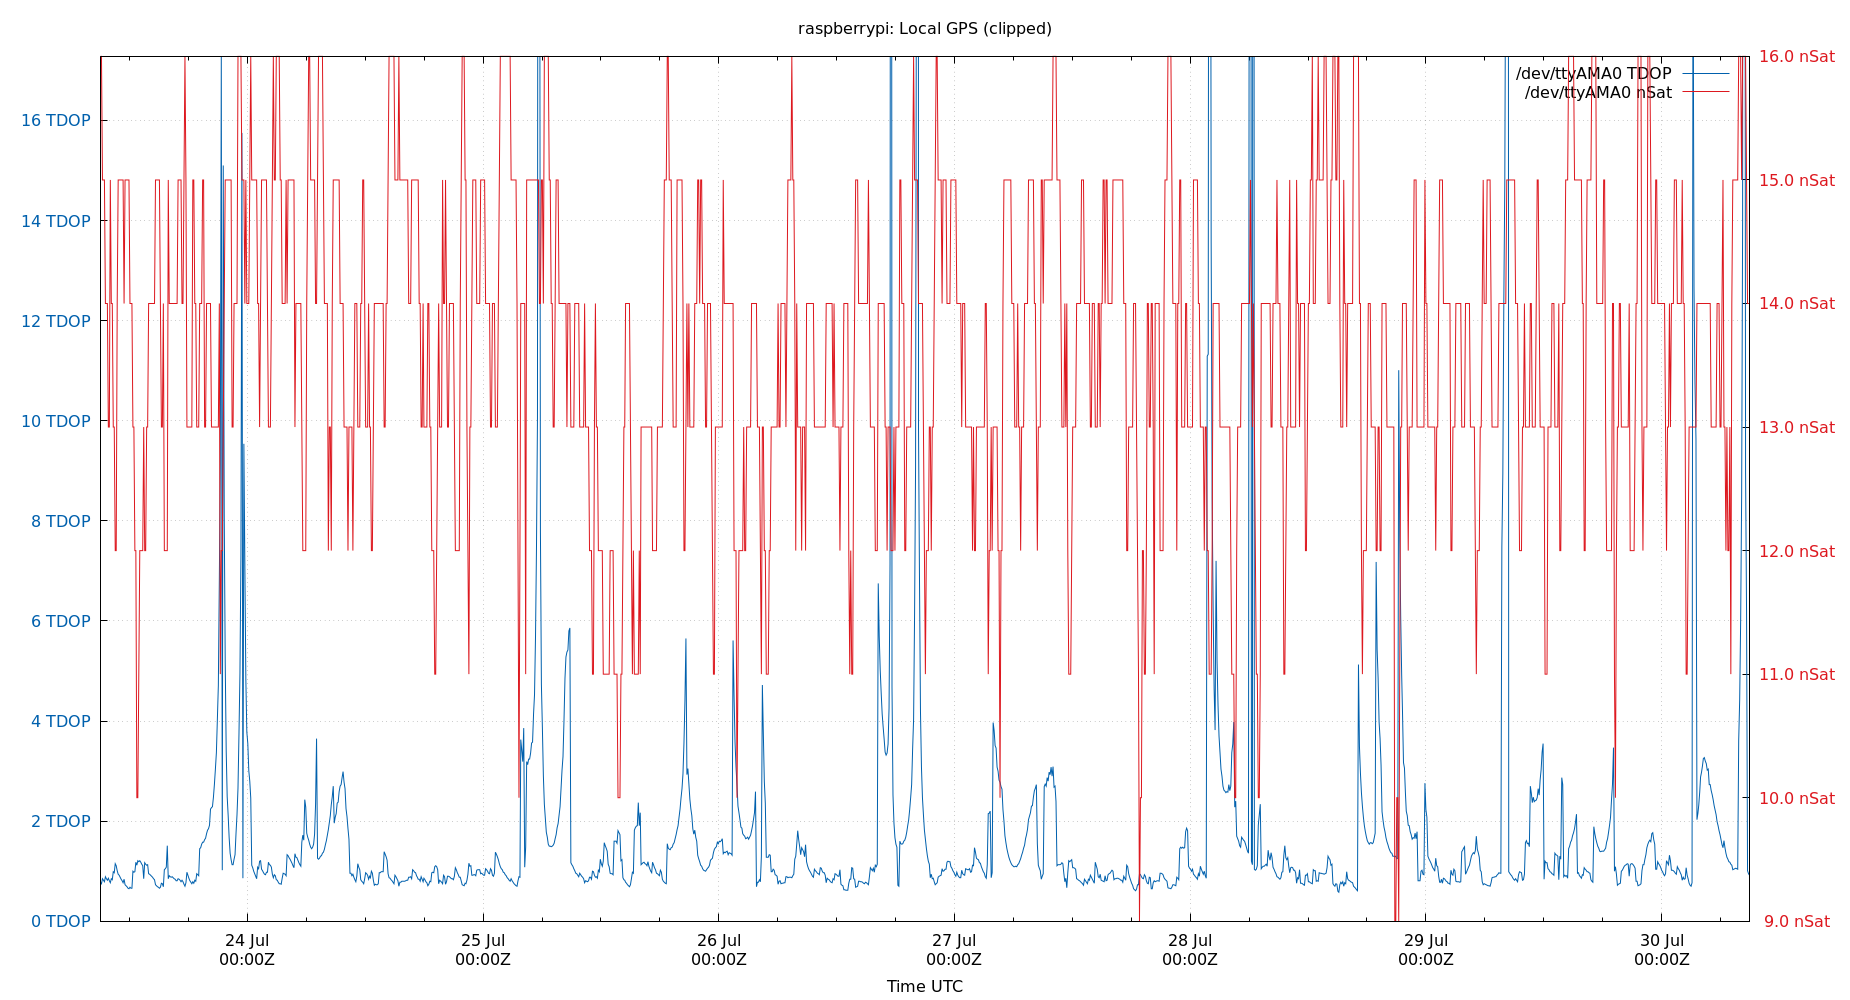 raspberrypi: Local GPS (clipped)
/dev/ttyAMA0 TDOP
/dev/ttyAMA0 nSat
16 TDOP
14 TDOP
12 TDOP
10 TDOP
8 TDOP
6 TDOP
4 TDOP
2 TDOP
0 TDOP
16.0 nSat
15.0 nSat
14.0 nSat
13.0 nSat
12.0 nSat
11.0 nSat
10.0 nSat
9.0 nSat
24 Jul
00:00Z
25 Jul
00:00Z
26 Jul
00:00Z
27 Jul
00:00Z
28 Jul
00:00Z
29 Jul
00:00Z
30 Jul
00:00Z
Time UTC